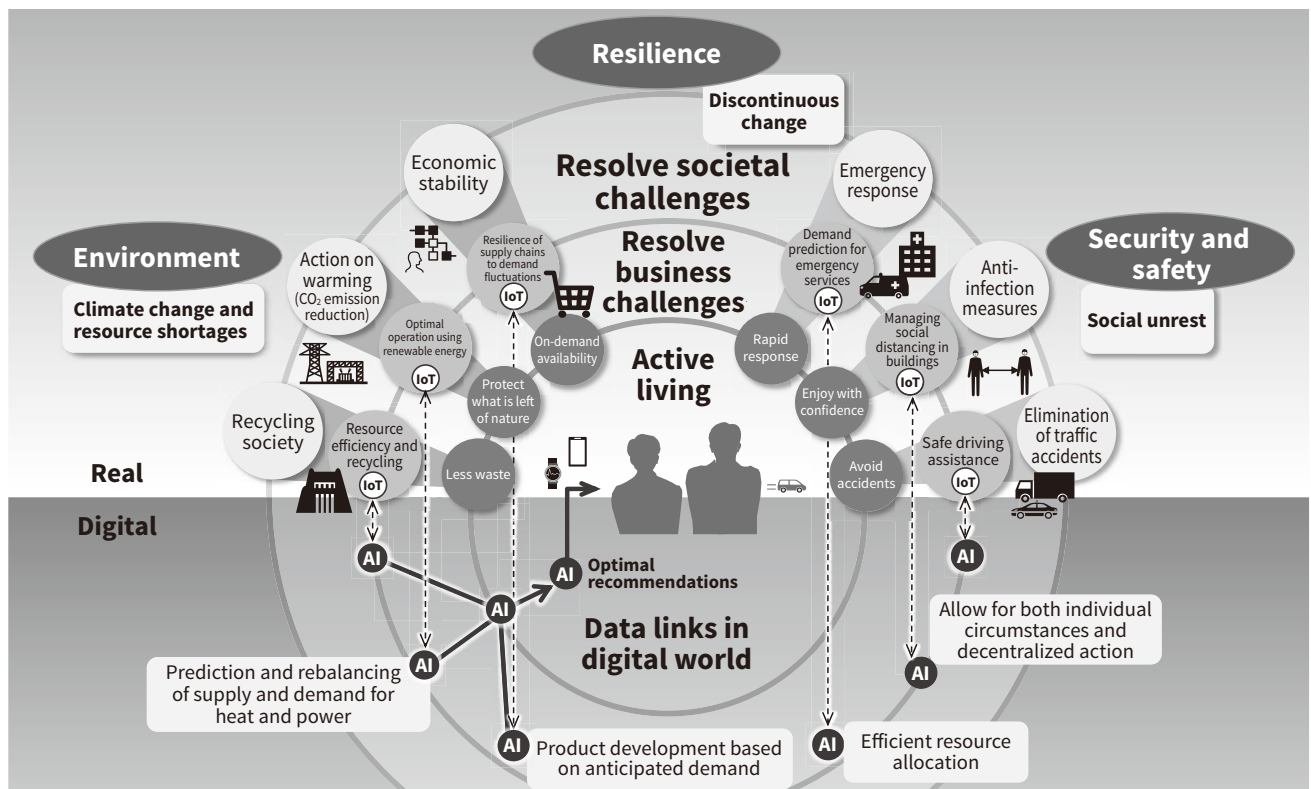 Resilience
Discontinuous
change
Economic
stability
Resolve societal
challenges
Emergency
response
Environment
Climate change and
resource shortages
Action on
warming
(CO₂ emission
reduction)
Resilience of
supply chains
to demand
fluctuations
IoT
Resolve
business
challenges
Demand
prediction for
emergency
services
IoT
Anti-
infection
measures
Security and
safety
Social unrest
Optimal
operation using
renewable energy
IoT
On-demand
availability
Active
living
Rapid
response
Managing
social
distancing in
buildings
IoT
Protect
what is left
of nature
Enjoy with
confidence
Recycling
society
Resource
efficiency and
recycling
IoT
Less waste
Avoid
accidents
Safe driving
assistance
IoT
Elimination
of traffic
accidents
Real
Digital
AI
AI
Optimal
recommendations
AI
AI
Data links in
digital world
Allow for both individual
circumstances and
decentralized action
AI
AI
Prediction and rebalancing
of supply and demand for
heat and power
AI
Product development based
on anticipated demand
AI
Efficient resource
allocation